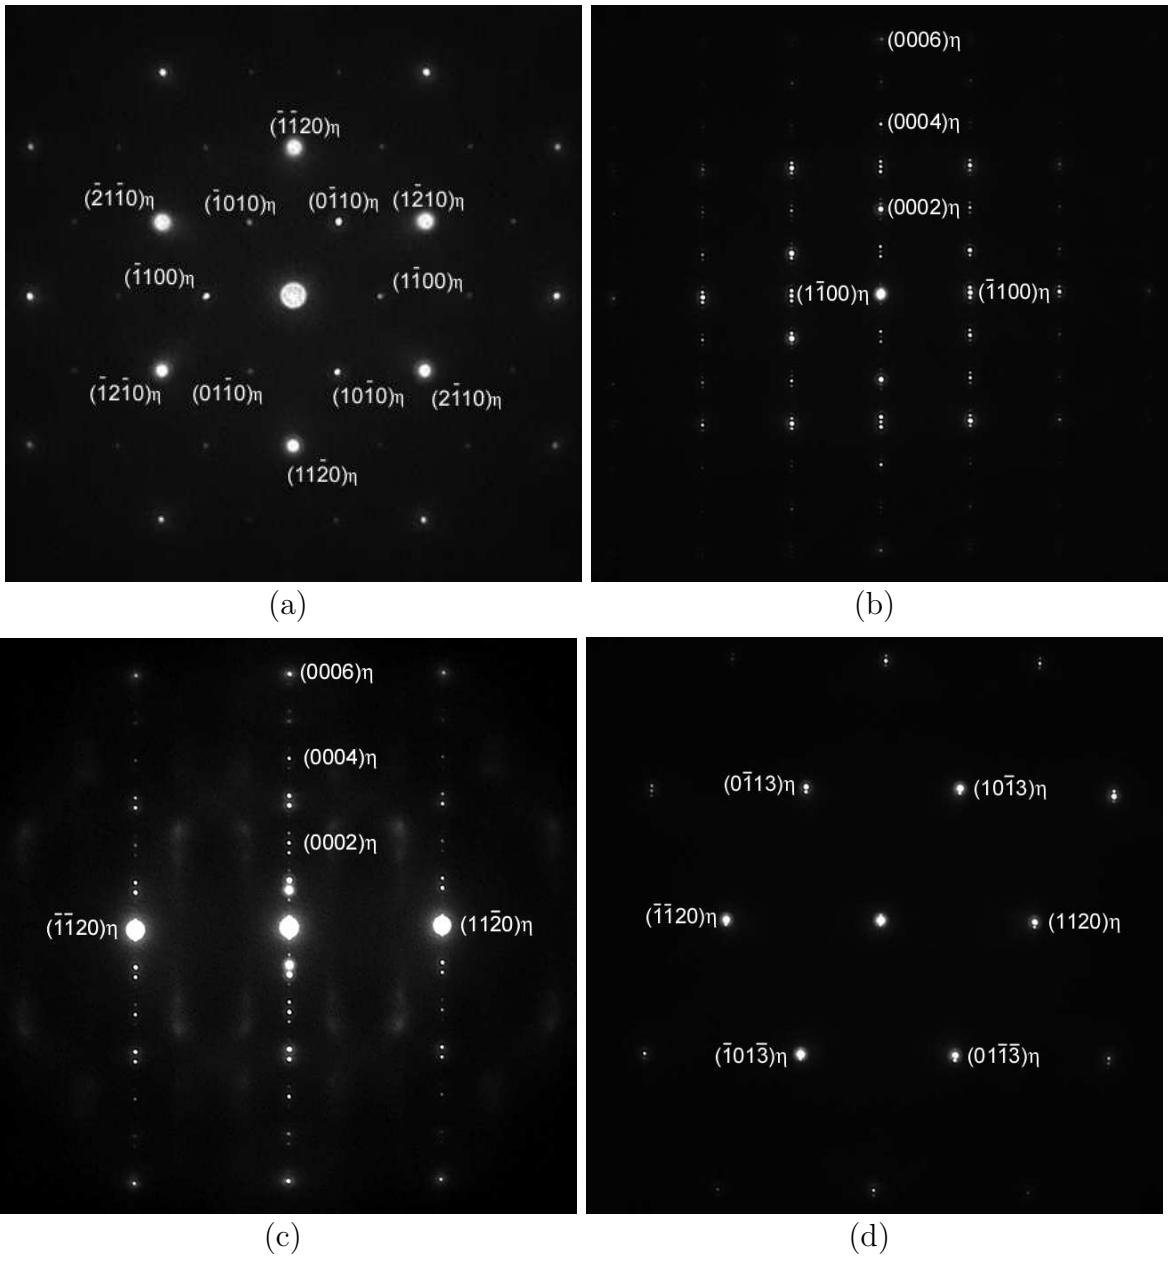 (1̄1̄20)η
(2̄11̄0)η (1̄010)η (01̄10)η (12̄10)η
(1̄100)η (11̄00)η
(1̄21̄0)η (011̄0)η (101̄0)η (21̄1̄0)η
(112̄0)η
(a)
(0006)η
(0004)η
(0002)η
(11̄00)η (1̄100)η
(b)
(0006)η
(0004)η
(0002)η
(1̄1̄20)η (112̄0)η
(c)
(01̄13)η (101̄3)η
(1̄1̄20)η (1120)η
(1̄013̄)η (011̄3̄)η
(d)